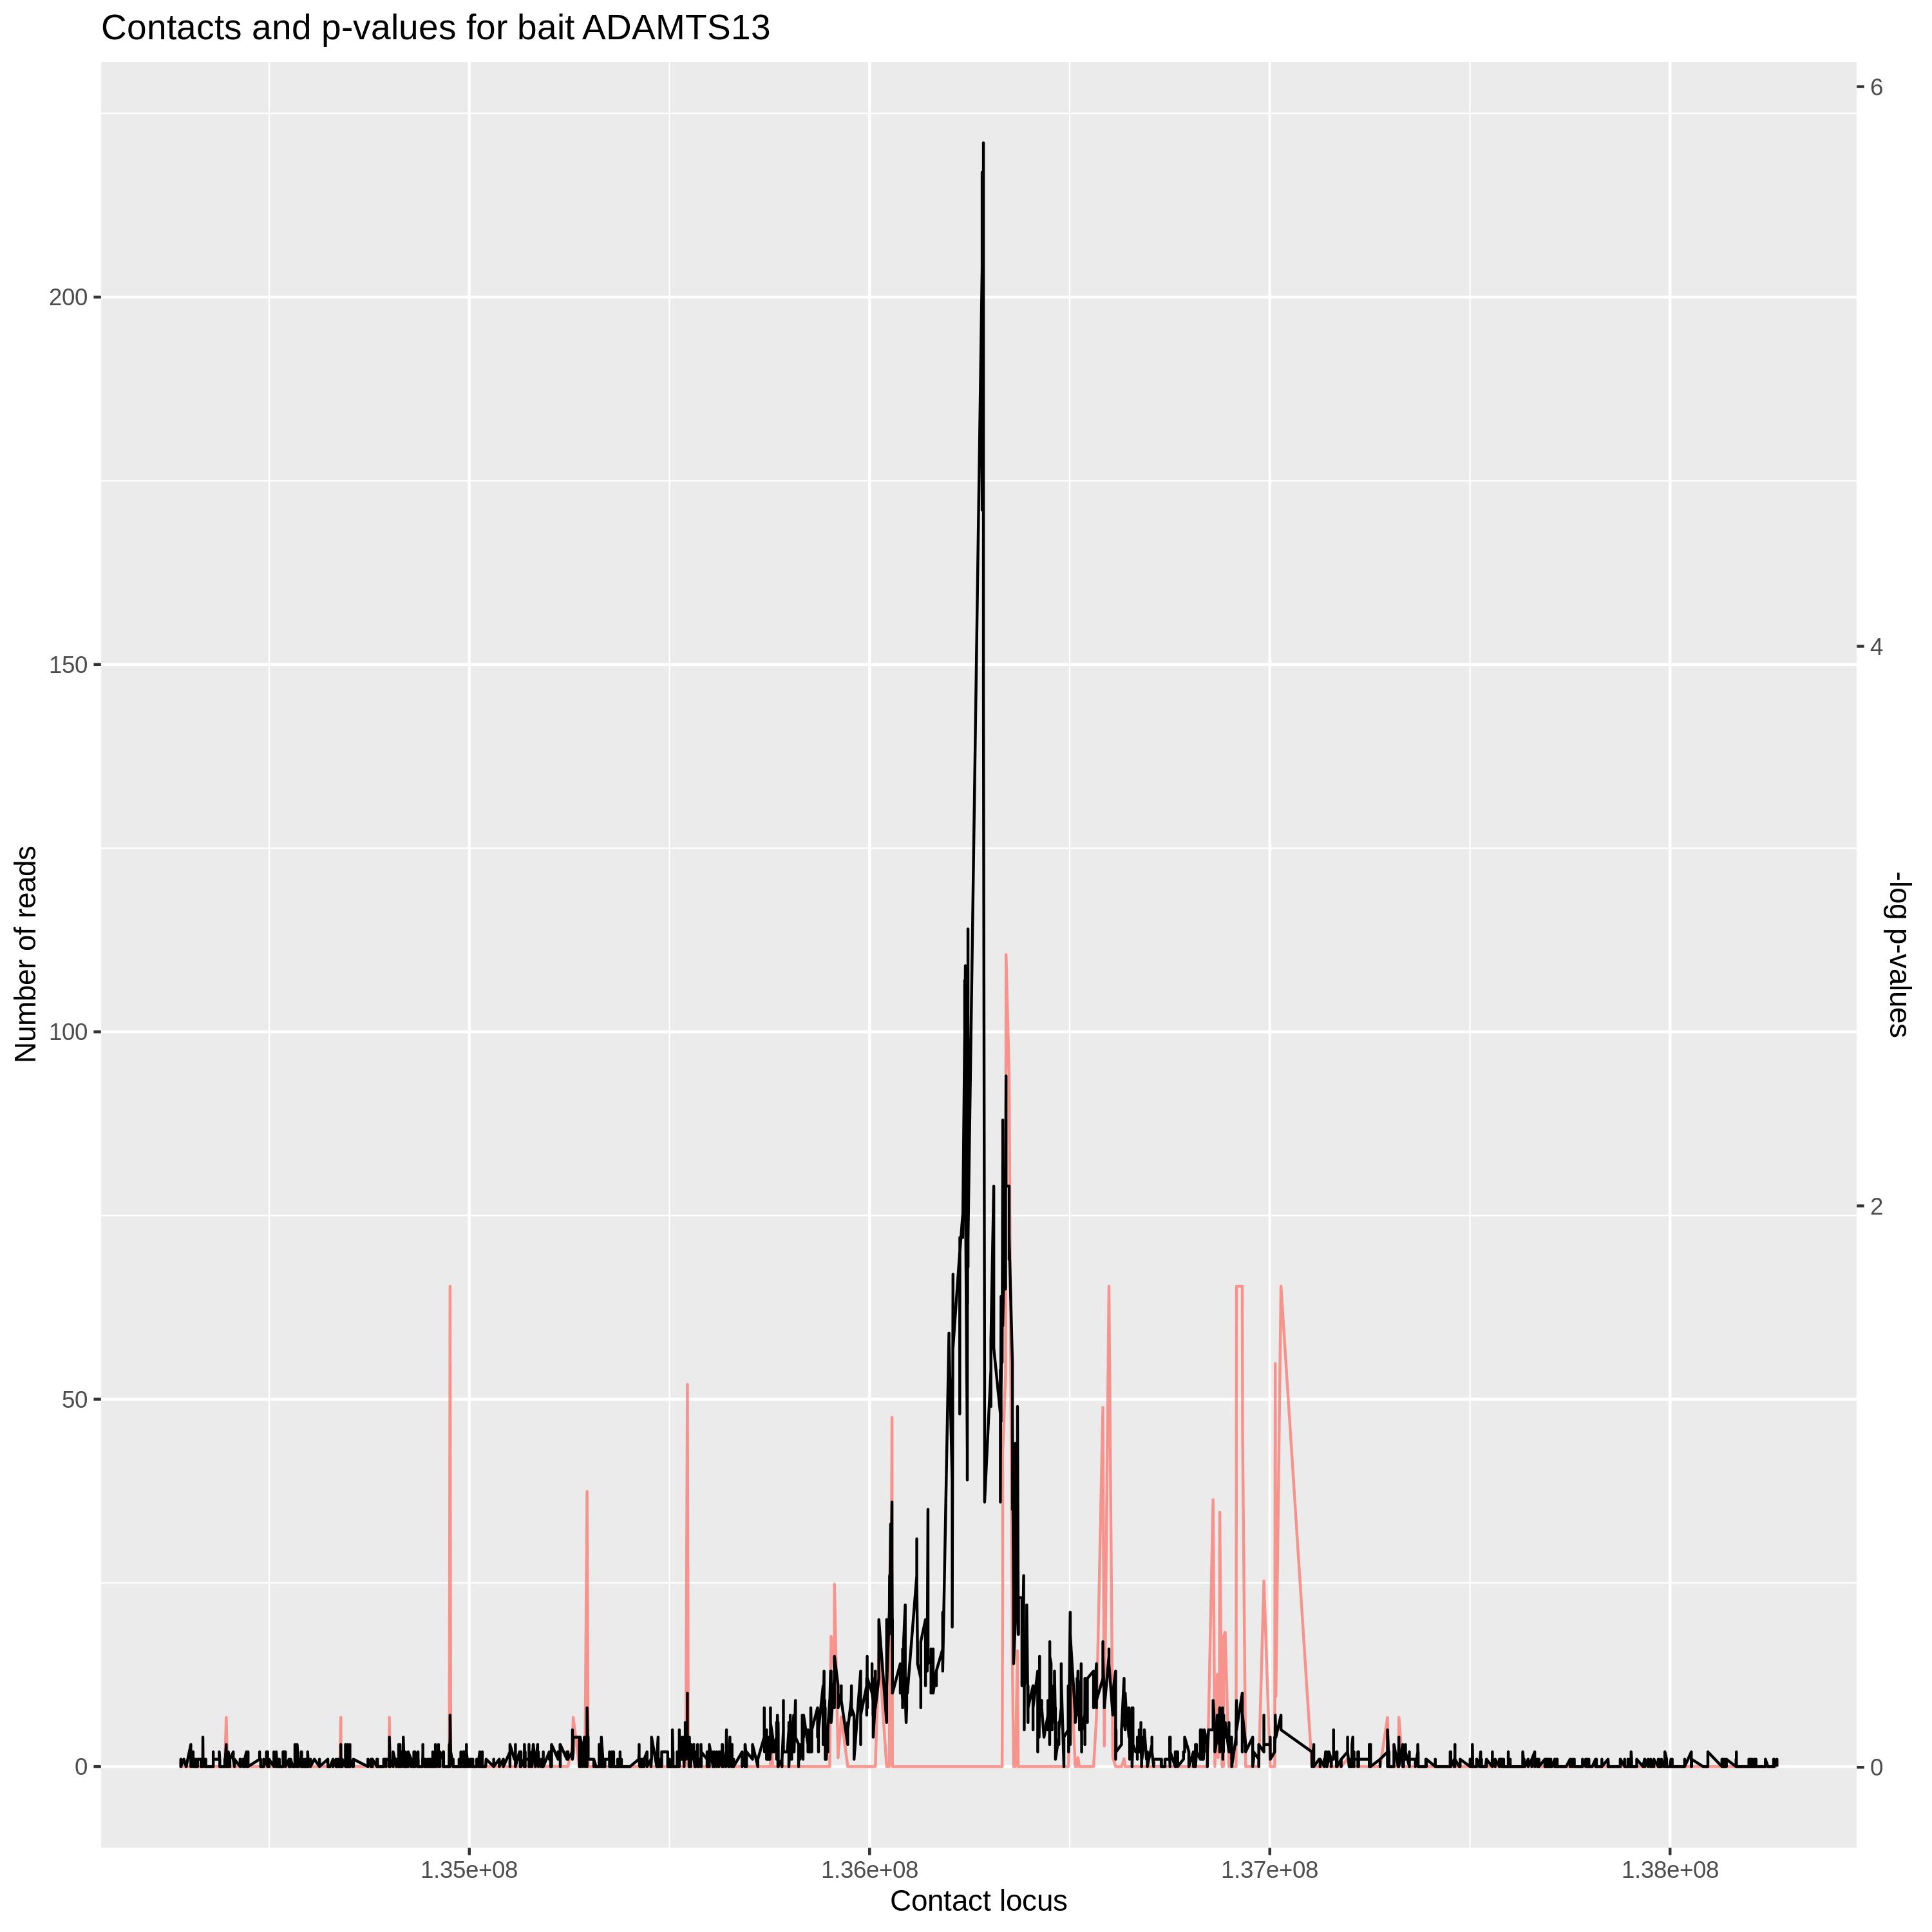 Contacts and p-values for bait ADAMTS13
6
200
4
150
Number of reads
-log p-values
100
2
50
0
0
1.35e+08
1.36e+08
1.37e+08
1.38e+08
Contact locus